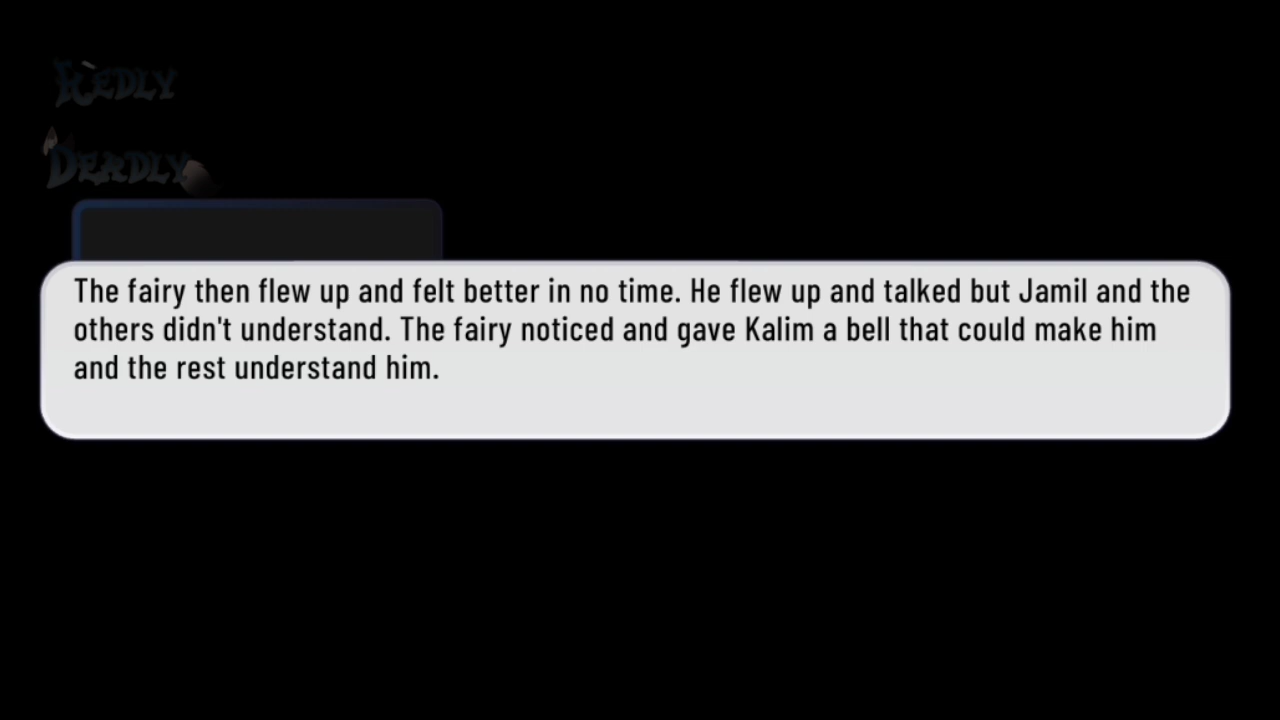 Deadly
The fairy then flew up and felt better in no time. He flew up and talked but Jamil and the
others didn't understand. The fairy noticed and gave Kalim a bell that could make him
and the rest understand him.